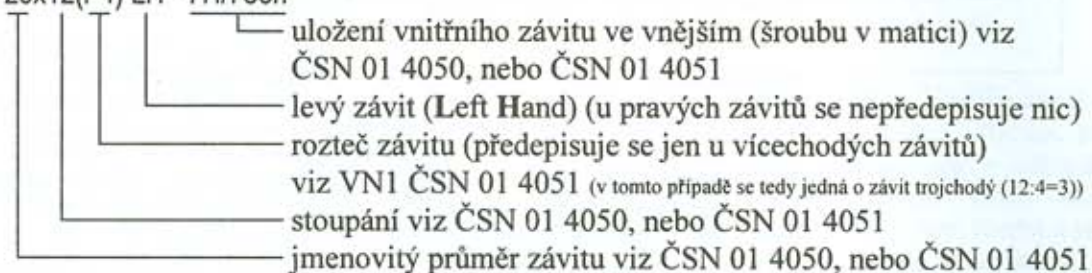 uložení vnitřního závitu ve vnějším (šroubu v matici) viz
ČSN 01 4050, nebo ČSN 01 4051
levý závit (Left Hand) (u pravých závitů se nepředepisuje nic)
rozteč závitu (předepisuje se jen u vícechodých závitů)
viz VN1 ČSN 01 4051 (v tomto případě se tedy jedná o závit trojchodý (12:4=3))
stoupání viz ČSN 01 4050, nebo ČSN 01 4051
jmenovitý průměr závitu viz ČSN 01 4050, nebo ČSN 01 4051